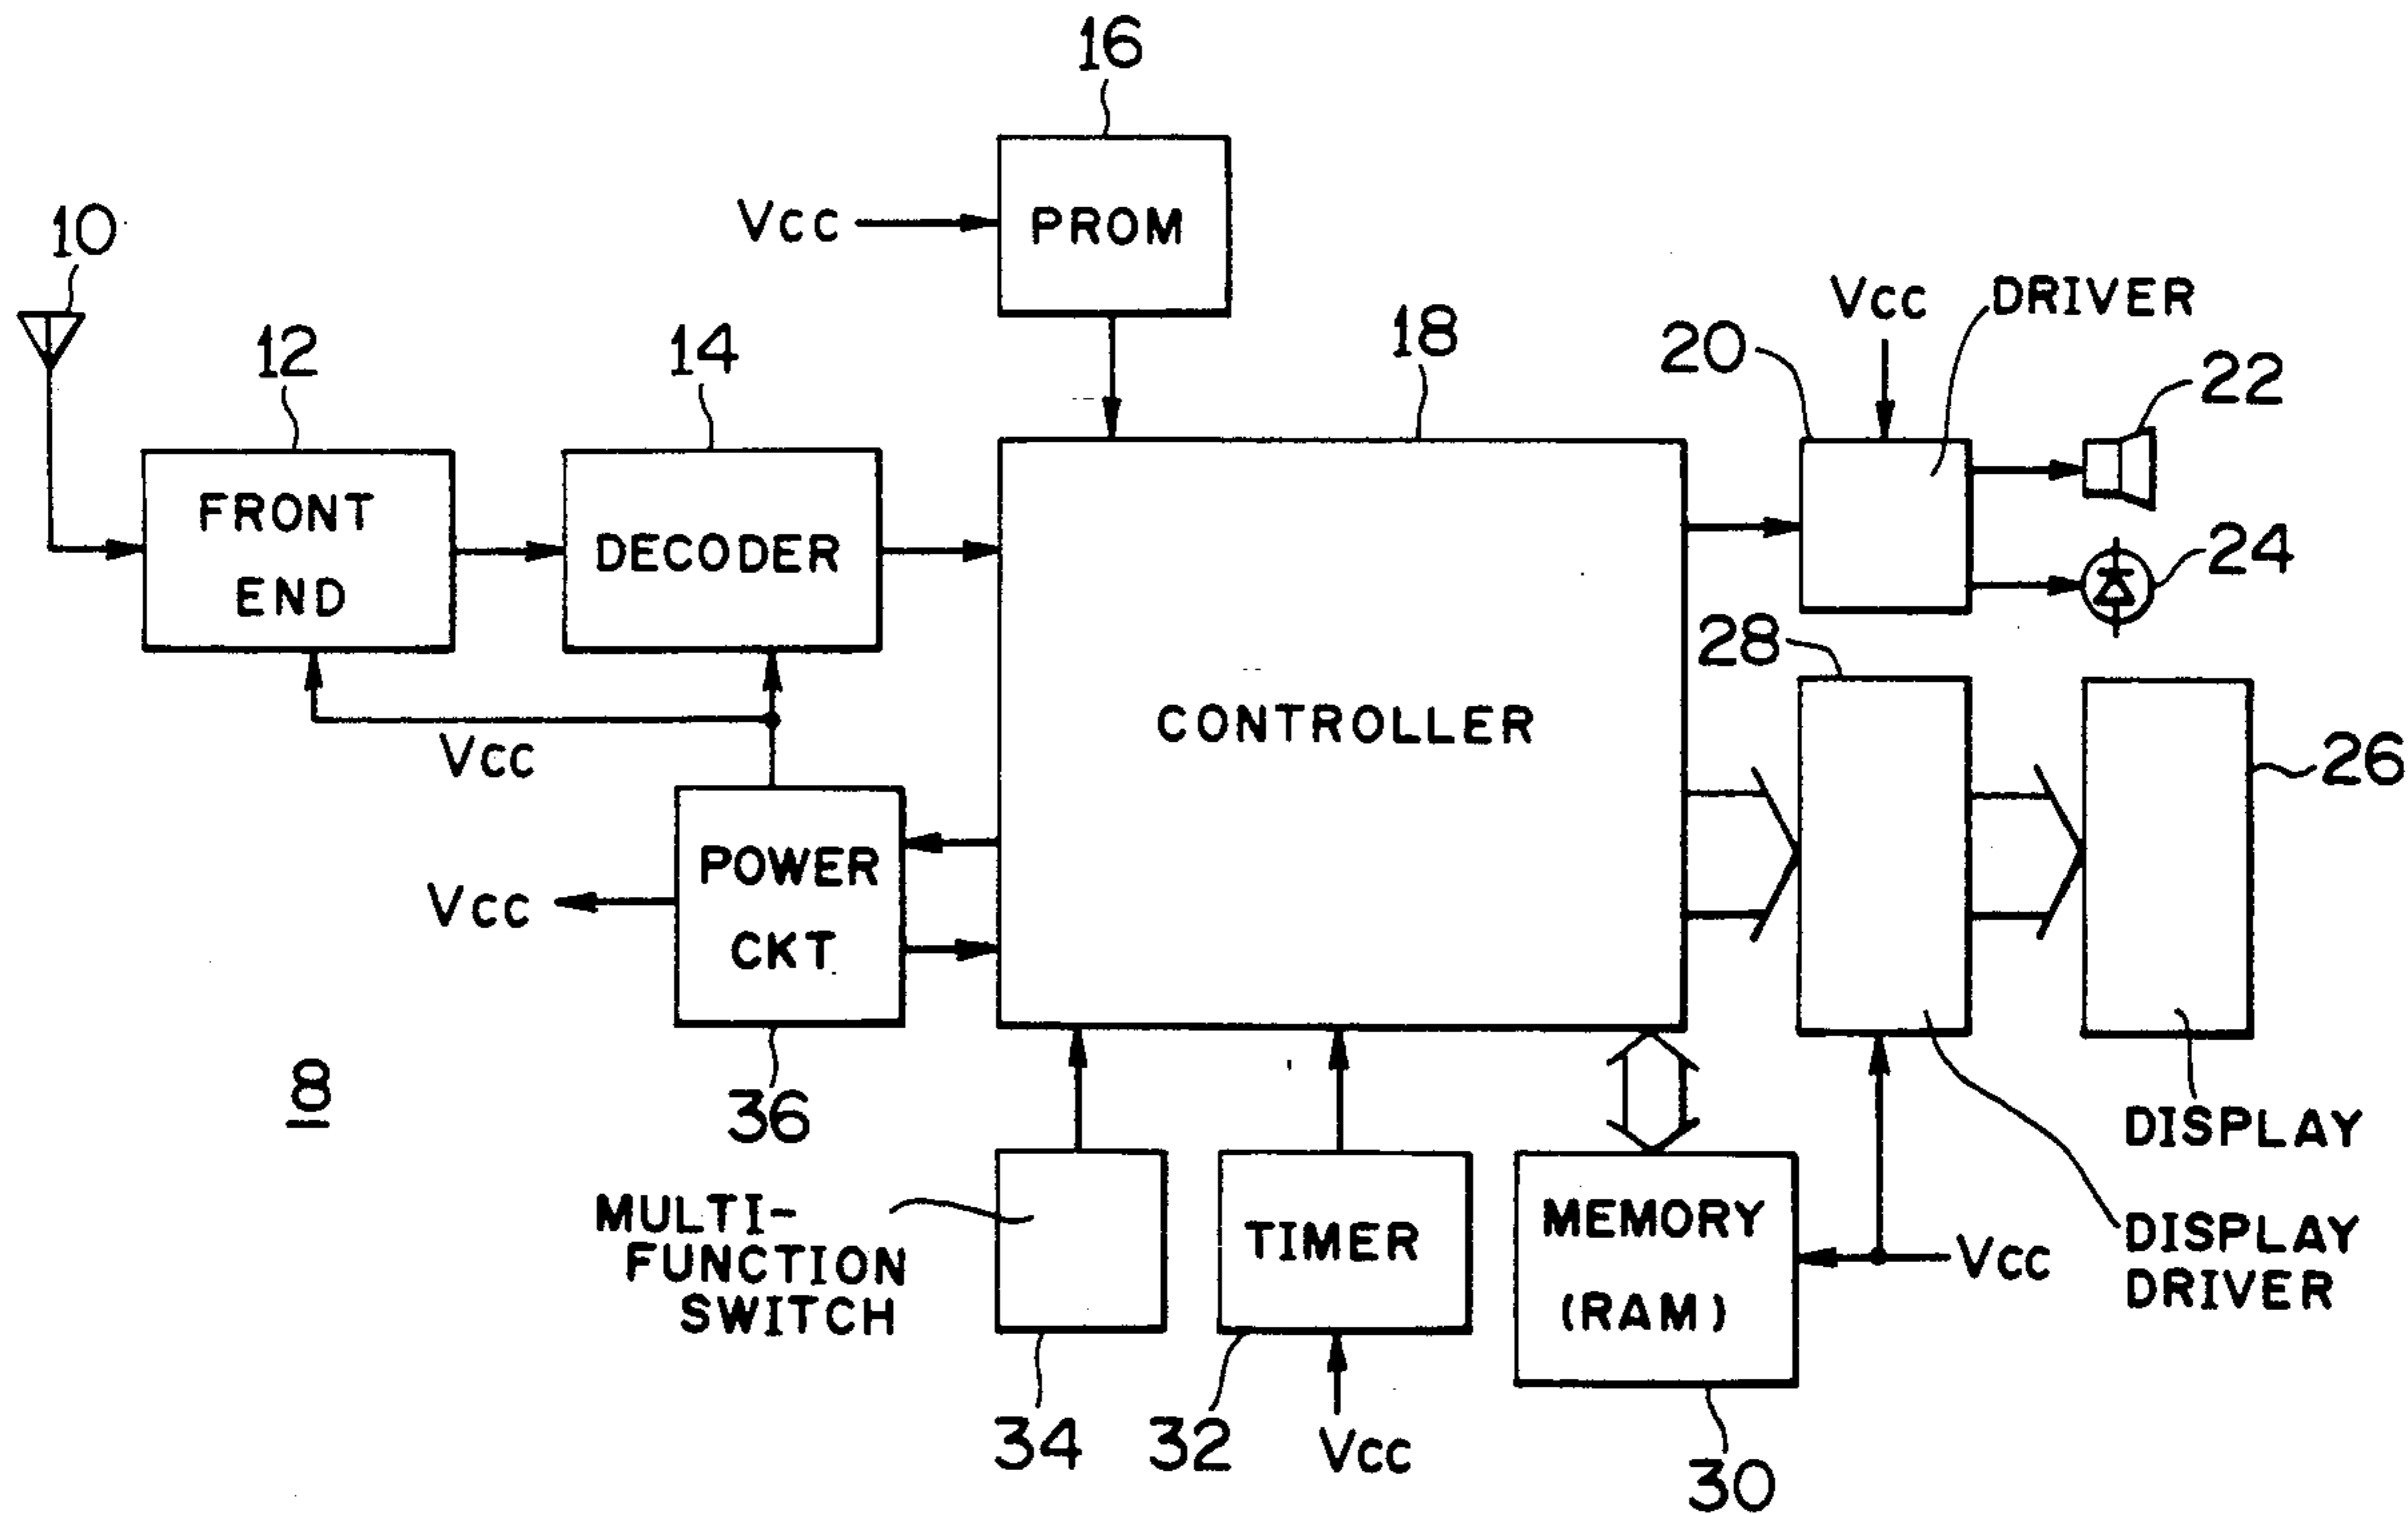 16
10
PROM
Vcc
12
14
18
20
Vcc
DRIVER
22
FRONT
END
DECODER
24
28
Vcc
CONTROLLER
26
POWER
CKT
Vcc
8
36
DISPLAY
MULTI-
FUNCTION
SWITCH
TIMER
MEMORY
(RAM)
Vcc
DISPLAY
DRIVER
34
32
Vcc
30